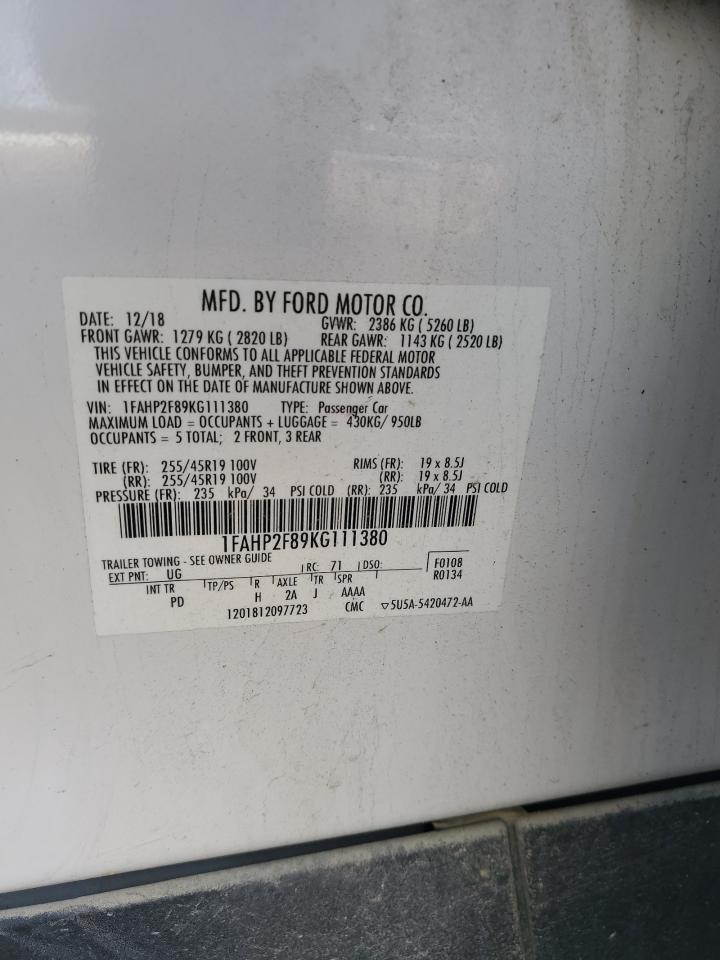 MFD. BY FORD MOTOR CO.
DATE: 12/18 GVWR: 2386 KG ( 5260 LB)
FRONT GAWR: 1279 KG ( 2820 LB) REAR GAWR: 1143 KG ( 2520 LB)
THIS VEHICLE CONFORMS TO ALL APPLICABLE FEDERAL MOTOR
VEHICLE SAFETY, BUMPER, AND THEFT PREVENTION STANDARDS
IN EFFECT ON THE DATE OF MANUFACTURE SHOWN ABOVE.
VIN: 1FAHP2F89KG111380 TYPE: Passenger Car
MAXIMUM LOAD = OCCUPANTS + LUGGAGE = 430KG/ 950LB
OCCUPANTS = 5 TOTAL; 2 FRONT, 3 REAR
TIRE (FR): 255/45R19 100V RIMS (FR): 19 x 8.5J
(RR): 255/45R19 100V (RR): 19 x 8.5J
PRESSURE (FR): 235 kPa/ 34 PSI COLD (RR): 235 kPa/ 34 PSI COLD
1FAHP2F89KG111380
TRAILER TOWING - SEE OWNER GUIDE
EXT PNT: UG RC: 71 DSO: F0108
INT TR TP/PS R AXLE TR SPR R0134
PD H 2A J AAAA
1201812097723 CMC ▽5U5A-5420472-AA